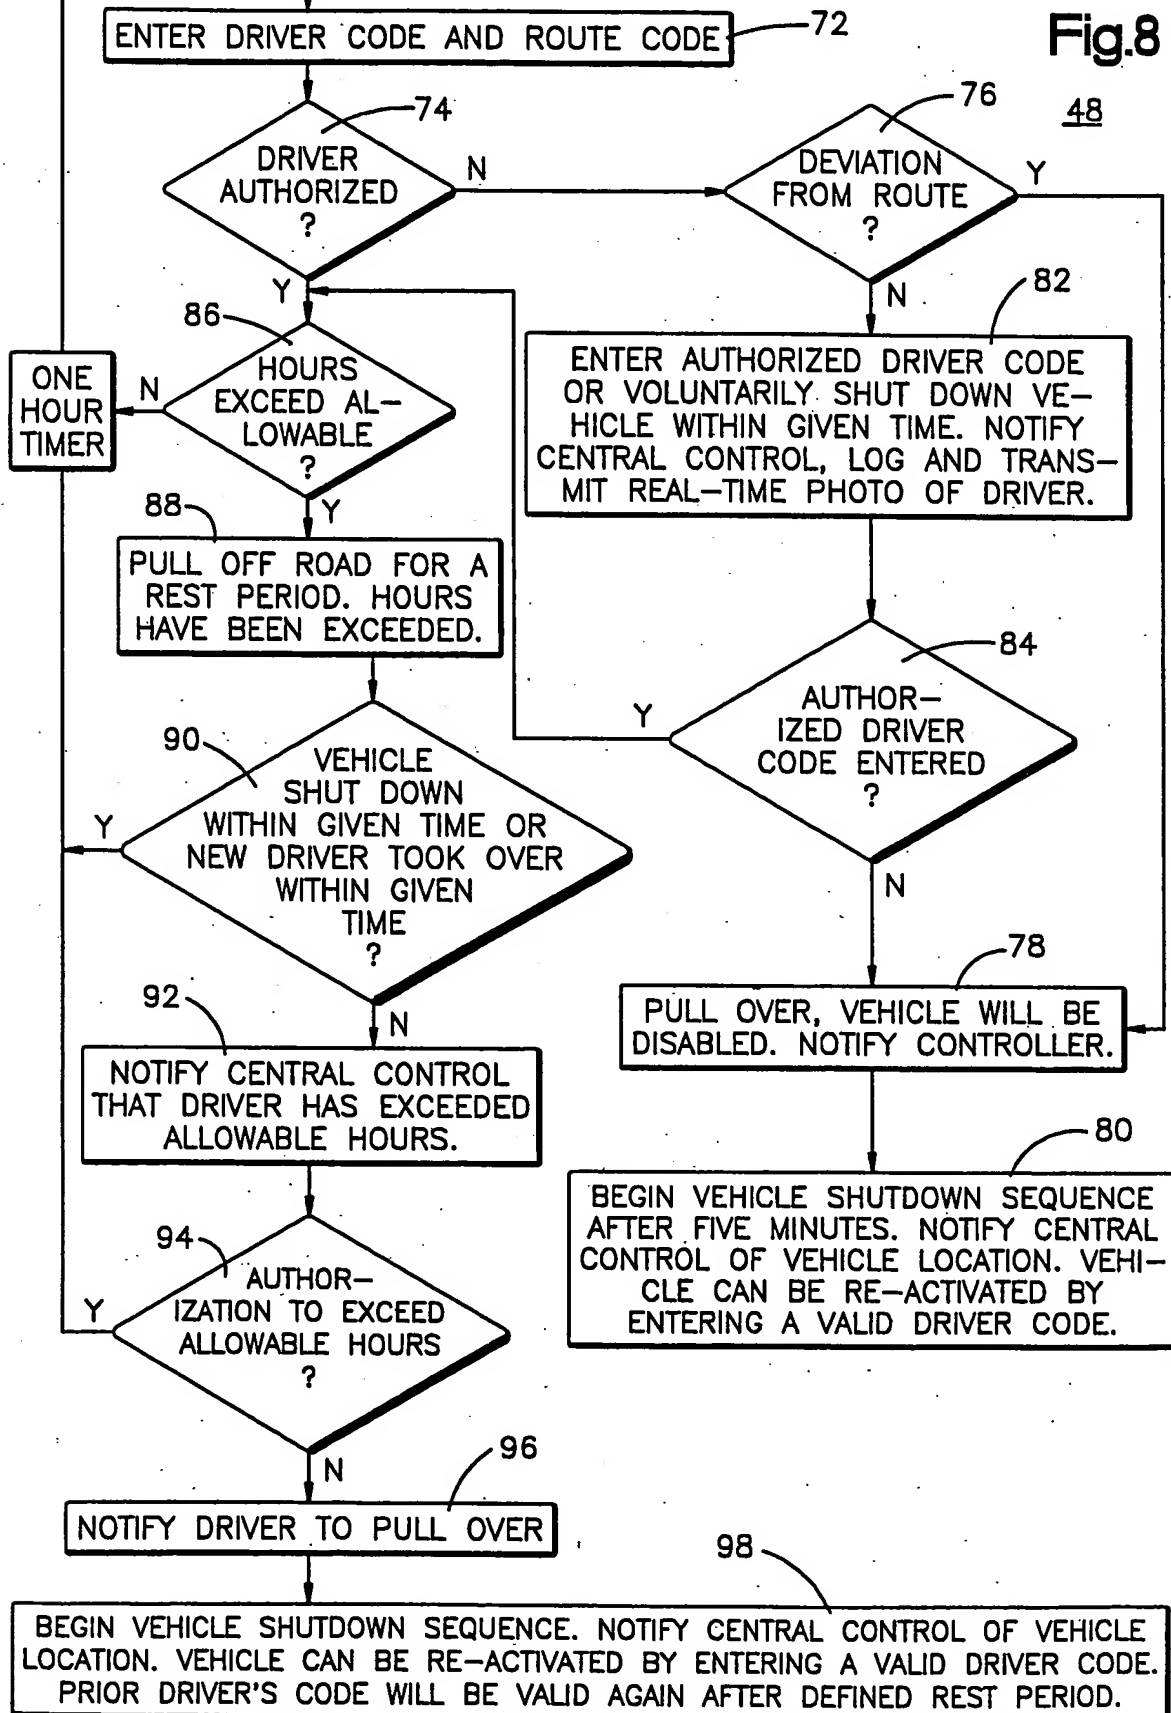 Fig.8
48
ENTER DRIVER CODE AND ROUTE CODE
72
74
DRIVER
AUTHORIZED
?
N
Y
76
DEVIATION
FROM ROUTE
?
Y
N
86
HOURS
EXCEED AL-
LOWABLE
?
N
Y
ONE
HOUR
TIMER
82
ENTER AUTHORIZED DRIVER CODE
OR VOLUNTARILY SHUT DOWN VE-
HICLE WITHIN GIVEN TIME. NOTIFY
CENTRAL CONTROL, LOG AND TRANS-
MIT REAL-TIME PHOTO OF DRIVER.
88
PULL OFF ROAD FOR A
REST PERIOD. HOURS
HAVE BEEN EXCEEDED.
84
AUTHOR-
IZED DRIVER
CODE ENTERED
?
Y
N
90
VEHICLE
SHUT DOWN
WITHIN GIVEN TIME OR
NEW DRIVER TOOK OVER
WITHIN GIVEN
TIME
?
Y
N
78
PULL OVER, VEHICLE WILL BE
DISABLED. NOTIFY CONTROLLER.
92
NOTIFY CENTRAL CONTROL
THAT DRIVER HAS EXCEEDED
ALLOWABLE HOURS.
80
BEGIN VEHICLE SHUTDOWN SEQUENCE
AFTER FIVE MINUTES. NOTIFY CENTRAL
CONTROL OF VEHICLE LOCATION. VEHI-
CLE CAN BE RE-ACTIVATED BY
ENTERING A VALID DRIVER CODE.
94
AUTHOR-
IZATION TO EXCEED
ALLOWABLE HOURS
?
Y
N
96
NOTIFY DRIVER TO PULL OVER
98
BEGIN VEHICLE SHUTDOWN SEQUENCE. NOTIFY CENTRAL CONTROL OF VEHICLE
LOCATION. VEHICLE CAN BE RE-ACTIVATED BY ENTERING A VALID DRIVER CODE.
PRIOR DRIVER'S CODE WILL BE VALID AGAIN AFTER DEFINED REST PERIOD.